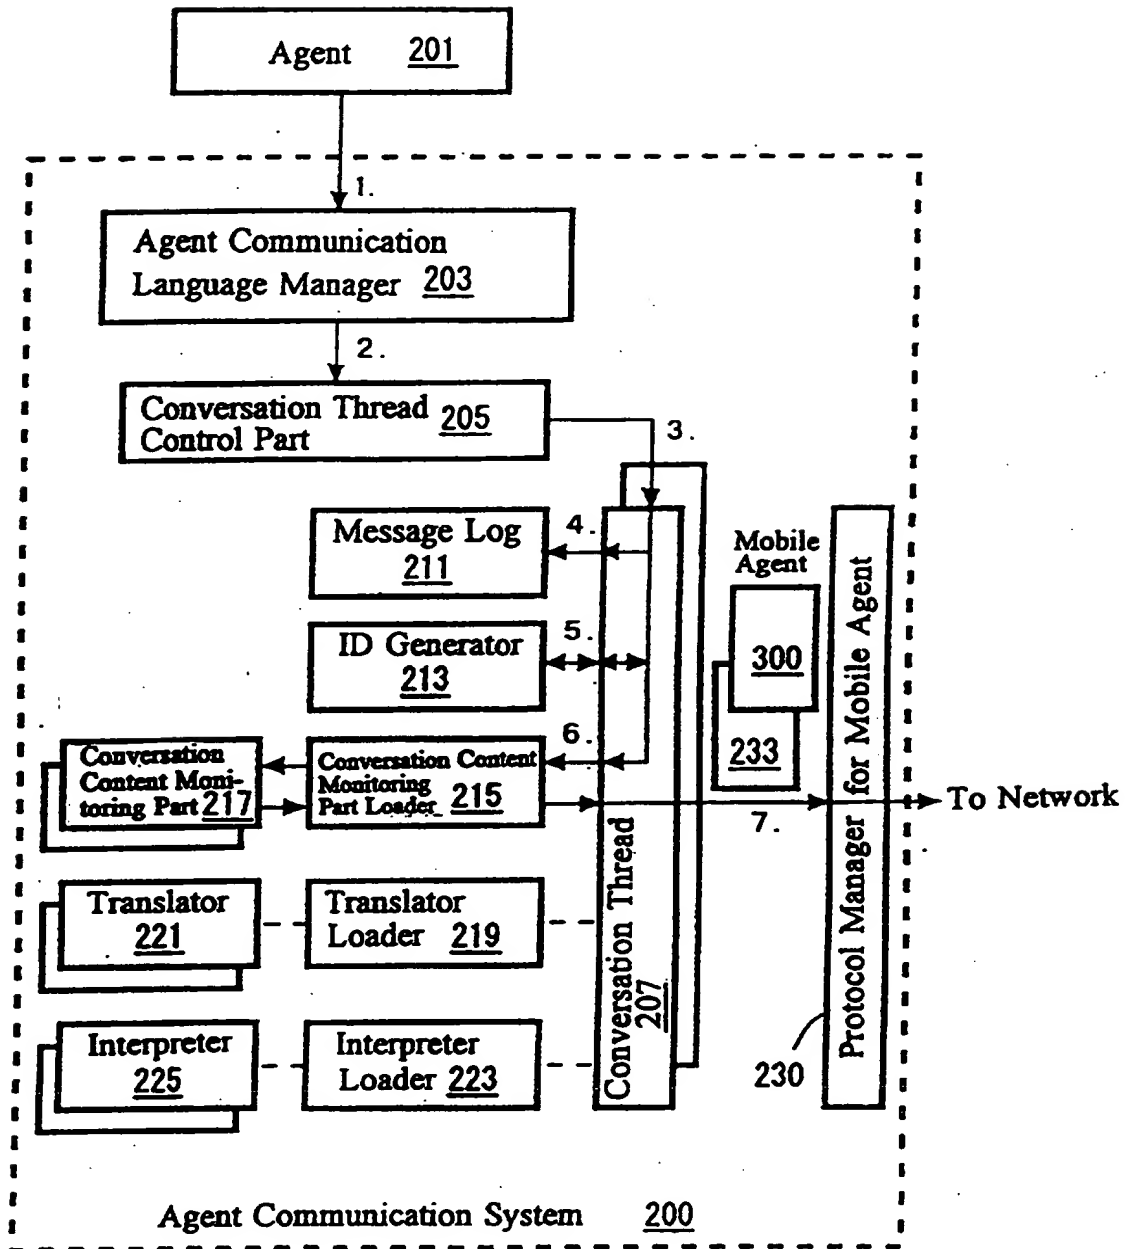 Agent 201
1.
Agent Communication
Language Manager 203
2.
Conversation Thread 205
Control Part
3.
Message Log
211
4.
Mobile
Agent
ID Generator
213
5.
300
233
6.
Conversation
Content Moni-
toring Part 217
Conversation Content
Monitoring
Part Loader 215
7.
To Network
Translator
221
Translator
Loader 219
Interpreter
225
Interpreter
Loader 223
Conversation Thread
207
Protocol Manager for Mobile Agent
230
Agent Communication System 200